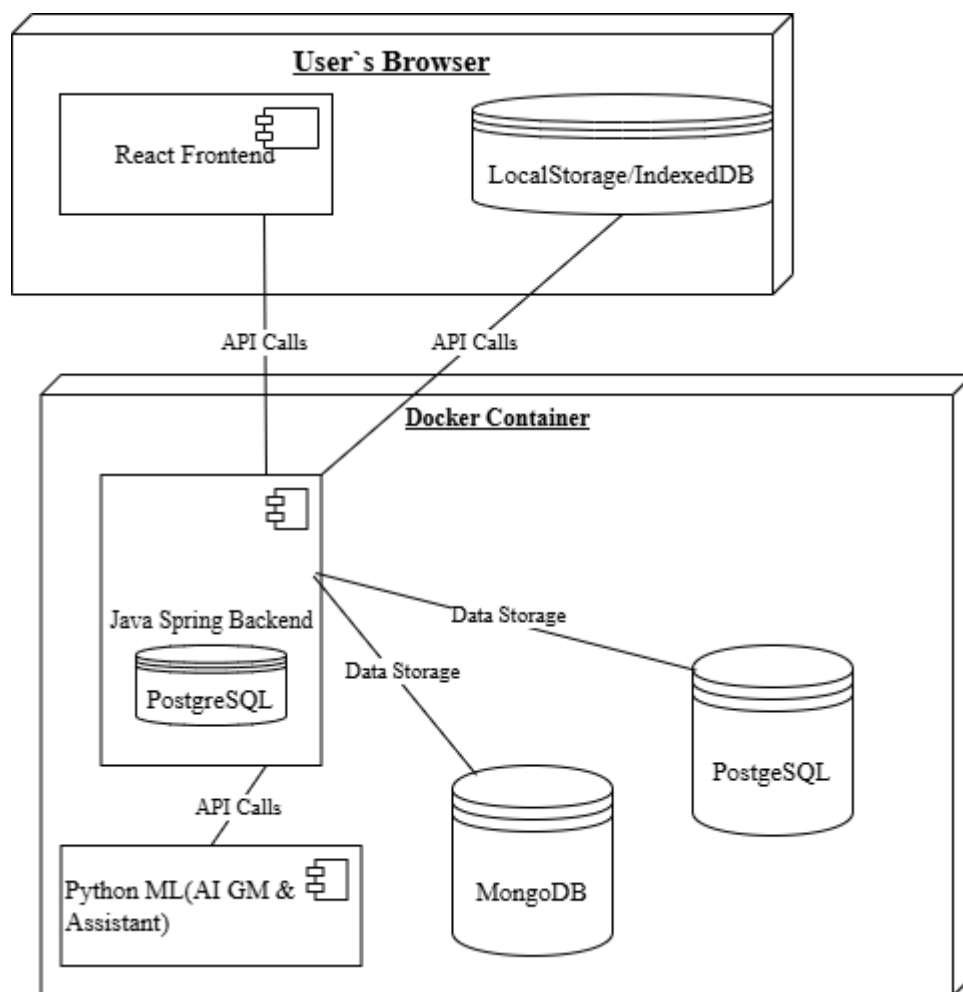 User`s Browser
React Frontend
LocalStorage/IndexedDB
API Calls
API Calls
Docker Container
Java Spring Backend
PostgreSQL
Data Storage
Data Storage
PostgeSQL
API Calls
MongoDB
Python ML(AI GM &
Assistant)